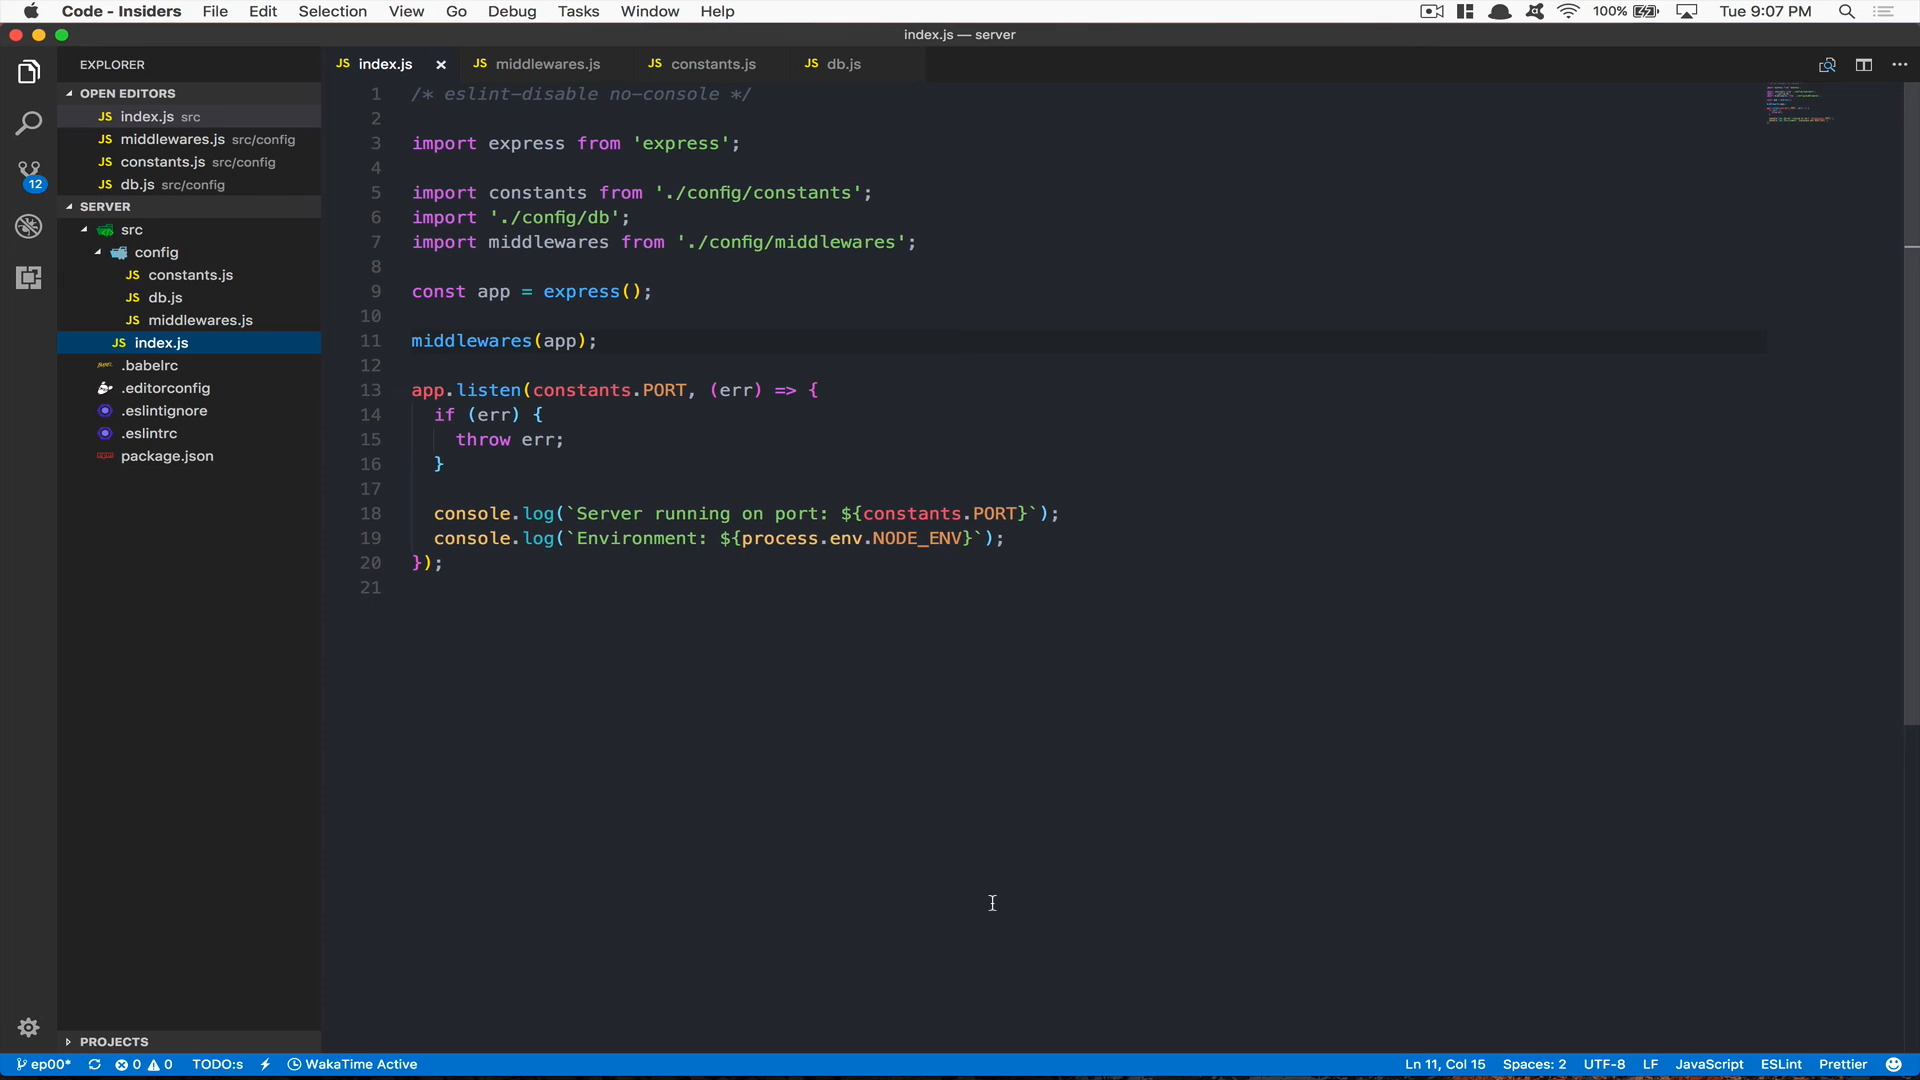 Code - Insiders File Edit Selection View Go Debug Tasks Window Help 100% Tue 9:07 PM
index.js — server
EXPLORER
OPEN EDITORS
JS index.js src
JS middlewares.js src/config
JS constants.js src/config
JS db.js src/config
SERVER
src
config
JS constants.js
JS db.js
JS middlewares.js
JS index.js
.babelrc
.editorconfig
.eslintignore
.eslintrc
package.json
PROJECTS
12
JS index.js × JS middlewares.js JS constants.js JS db.js
1 /* eslint-disable no-console */
2
3 import express from 'express';
4
5 import constants from './config/constants';
6 import './config/db';
7 import middlewares from './config/middlewares';
8
9 const app = express();
10
11 middlewares(app);
12
13 app.listen(constants.PORT, (err) => {
14 if (err) {
15 throw err;
16 }
17
18 console.log(`Server running on port: ${constants.PORT}`);
19 console.log(`Environment: ${process.env.NODE_ENV}`);
20 });
21
ep00* 0 0 TODO:s WakaTime Active Ln 11, Col 15 Spaces: 2 UTF-8 LF JavaScript ESLint Prettier